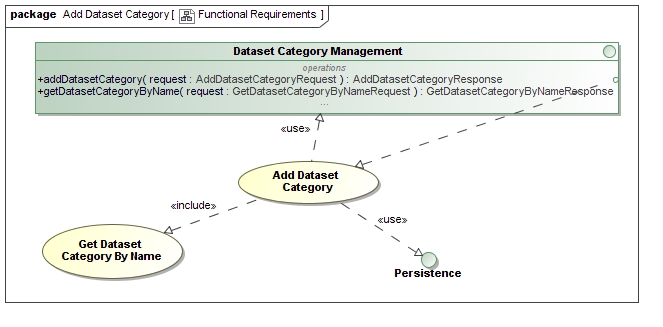 package Add Dataset Category [ Functional Requirements ]
Dataset Category Management
operations
+addDatasetCategory( request : AddDatasetCategoryRequest ) : AddDatasetCategoryResponse
+getDatasetCategoryByName( request : GetDatasetCategoryByNameRequest ) : GetDatasetCategoryByNameResponse
...
«use»
Add Dataset
Category
«include»
«use»
Get Dataset
Category By Name
Persistence